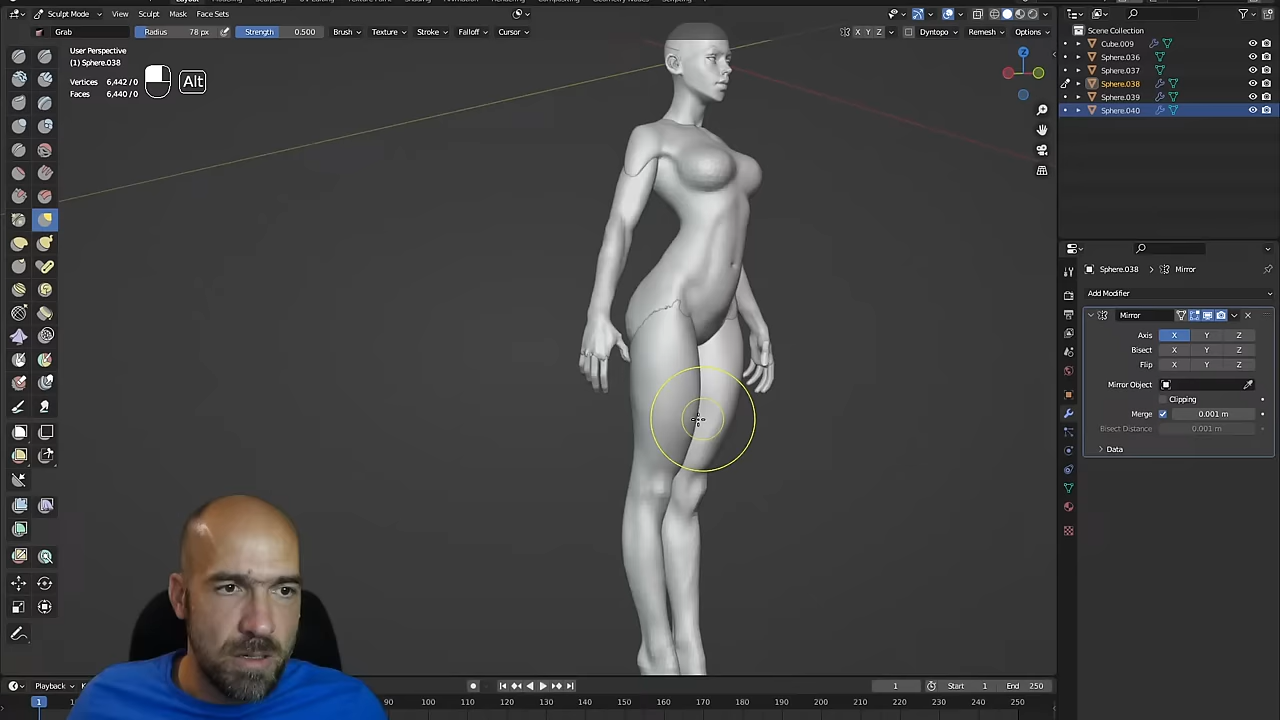 Sculpt Mode View Sculpt Mask Face Sets
Grab Radius 78 px Strength 0.500 Brush Texture Stroke Falloff Cursor X Y Z Dyntopo Remesh Options
User Perspective
(1) Sphere.038
Vertices 6,442 / 0
Faces 6,440 / 0
Alt
Z
Scene Collection
Cube.009
Sphere.036
Sphere.037
Sphere.038
Sphere.039
Sphere.040
Sphere.038 > Mirror
Add Modifier
Mirror
Axis X Y Z
Bisect X Y Z
Flip X Y Z
Mirror Object
Clipping
Merge 0.001 m
Bisect Distance 0.001 m
Data
Playback 1 Start 1 End 250
1 90 100 110 120 130 140 150 160 170 180 190 200 210 220 230 240 250